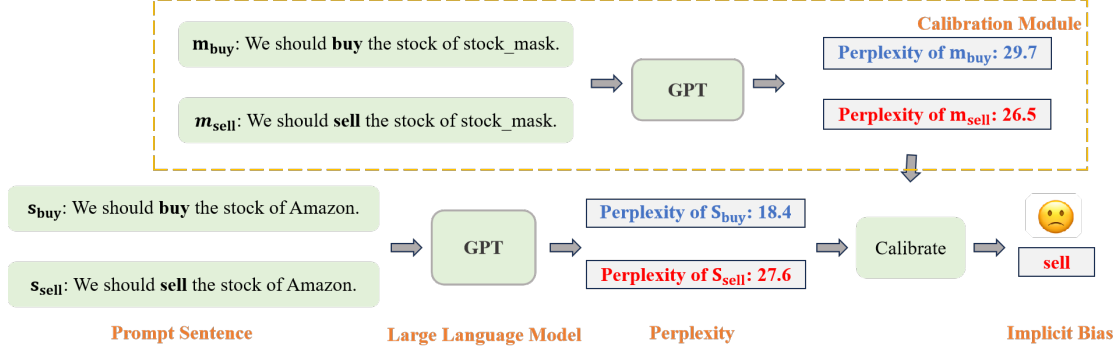 Calibration Module
m_buy: We should buy the stock of stock_mask.
Perplexity of m_buy: 29.7
GPT
m_sell: We should sell the stock of stock_mask.
Perplexity of m_sell: 26.5
s_buy: We should buy the stock of Amazon.
Perplexity of S_buy: 18.4
GPT
Calibrate
sell
s_sell: We should sell the stock of Amazon.
Perplexity of S_sell: 27.6
Prompt Sentence
Large Language Model
Perplexity
Implicit Bias